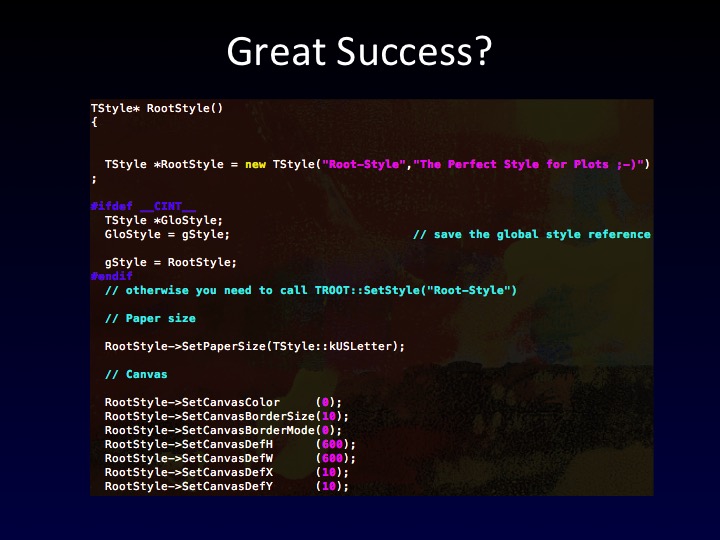 Great Success?
TStyle* RootStyle()
{
TStyle *RootStyle = new TStyle("Root-Style","The Perfect Style for Plots ;-)")
;
#ifdef __CINT__
TStyle *GloStyle;
GloStyle = gStyle; // save the global style reference
gStyle = RootStyle;
#endif
// otherwise you need to call TROOT::SetStyle("Root-Style")
// Paper size
RootStyle->SetPaperSize(TStyle::kUSLetter);
// Canvas
RootStyle->SetCanvasColor (0);
RootStyle->SetCanvasBorderSize(10);
RootStyle->SetCanvasBorderMode(0);
RootStyle->SetCanvasDefH (600);
RootStyle->SetCanvasDefW (600);
RootStyle->SetCanvasDefX (10);
RootStyle->SetCanvasDefY (10);